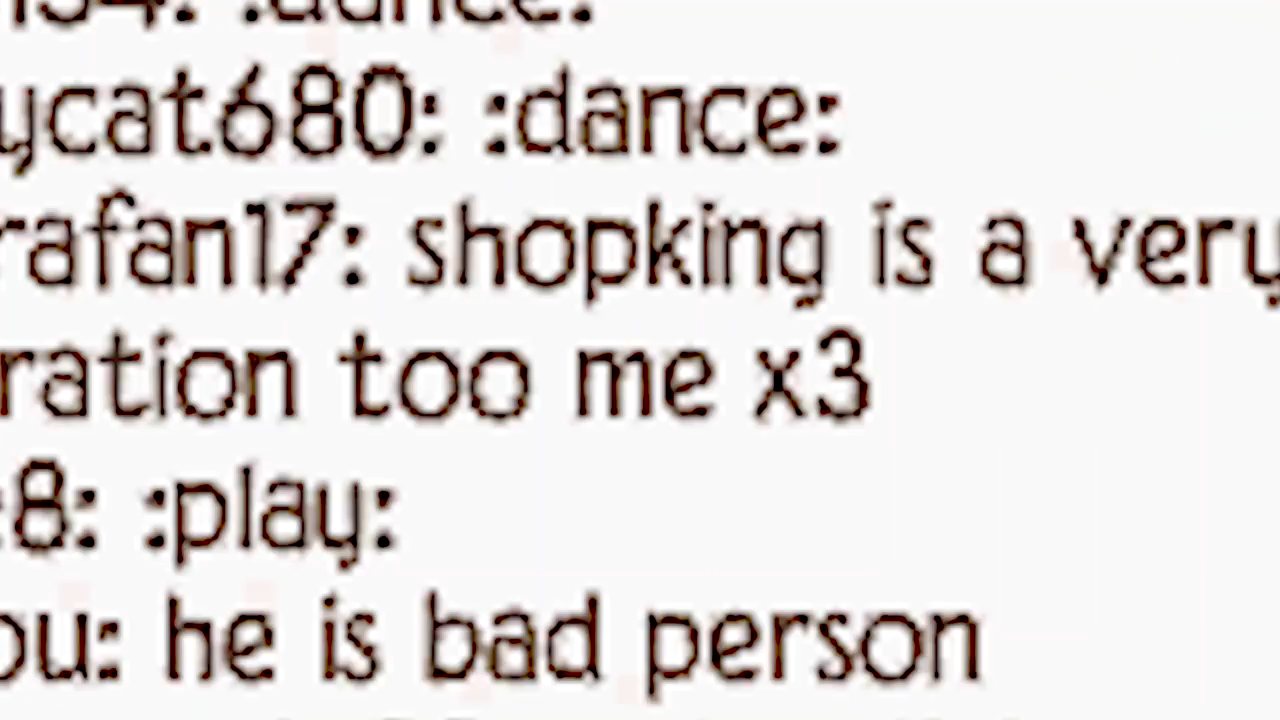 ycat680: :dance:
rafan17: shopking is a very
ration too me x3
8: :play:
ou: he is bad person